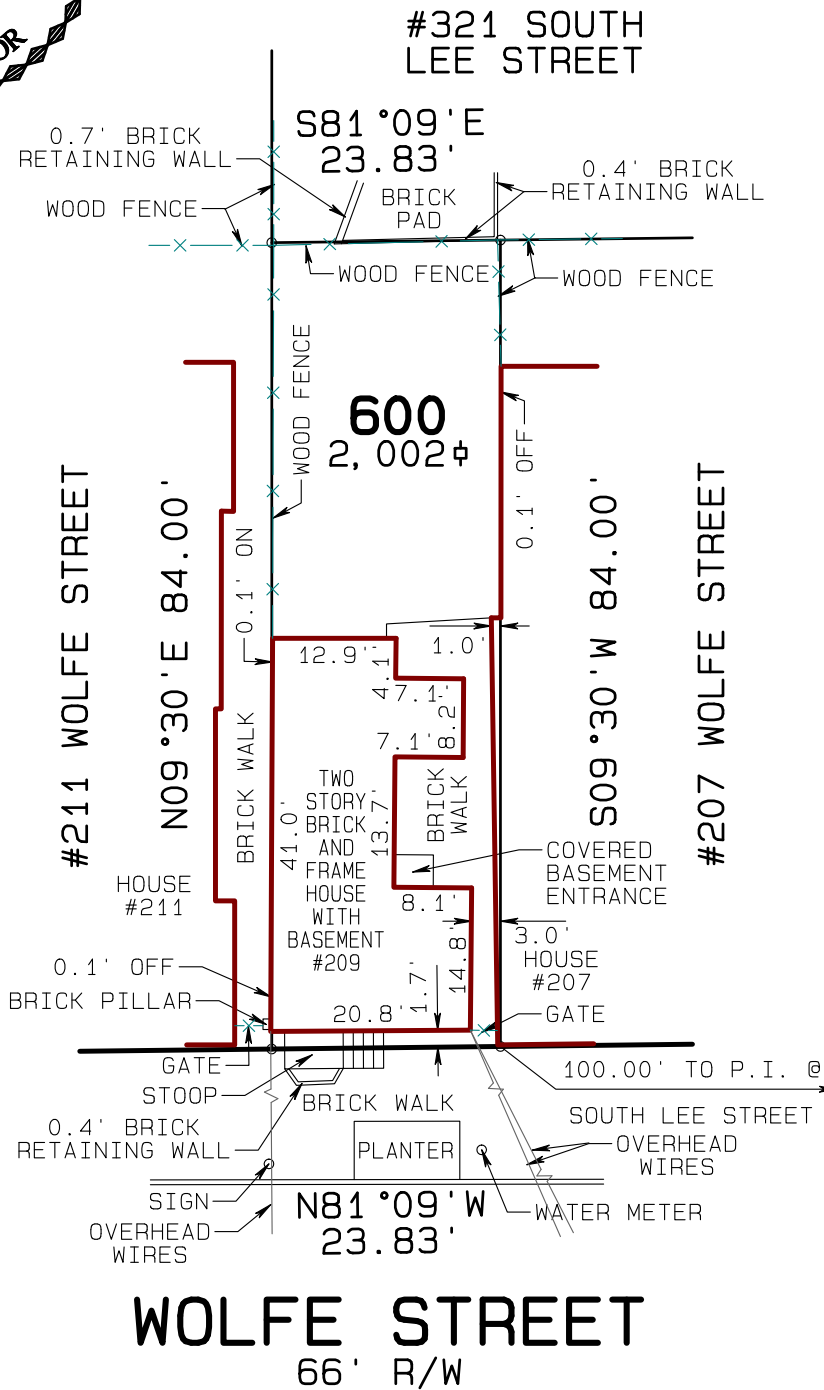 OR
#321 SOUTH
LEE STREET
S81°09'E
23.83'
0.7' BRICK
RETAINING WALL
WOOD FENCE
BRICK
PAD
0.4' BRICK
RETAINING WALL
WOOD FENCE
WOOD FENCE
WOOD FENCE
600
2,002
0.1' OFF
#211 WOLFE STREET
N09°30'E 84.00'
0.1' ON
S09°30'W 84.00'
#207 WOLFE STREET
12.9'
4.1'
1.0'
7.1'
8.2'
7.1'
BRICK WALK
TWO
STORY
BRICK
AND
FRAME
HOUSE
WITH
BASEMENT
#209
41.0'
13.7'
BRICK
WALK
COVERED
BASEMENT
ENTRANCE
HOUSE
#211
8.1'
14.8'
3.0'
HOUSE
#207
0.1' OFF
BRICK PILLAR
20.8'
1.7'
GATE
GATE
STOOP
100.00' TO P.I. @
SOUTH LEE STREET
BRICK WALK
0.4' BRICK
RETAINING WALL
PLANTER
OVERHEAD
WIRES
SIGN
OVERHEAD
WIRES
N81°09'W
23.83'
WATER METER
WOLFE STREET
66' R/W